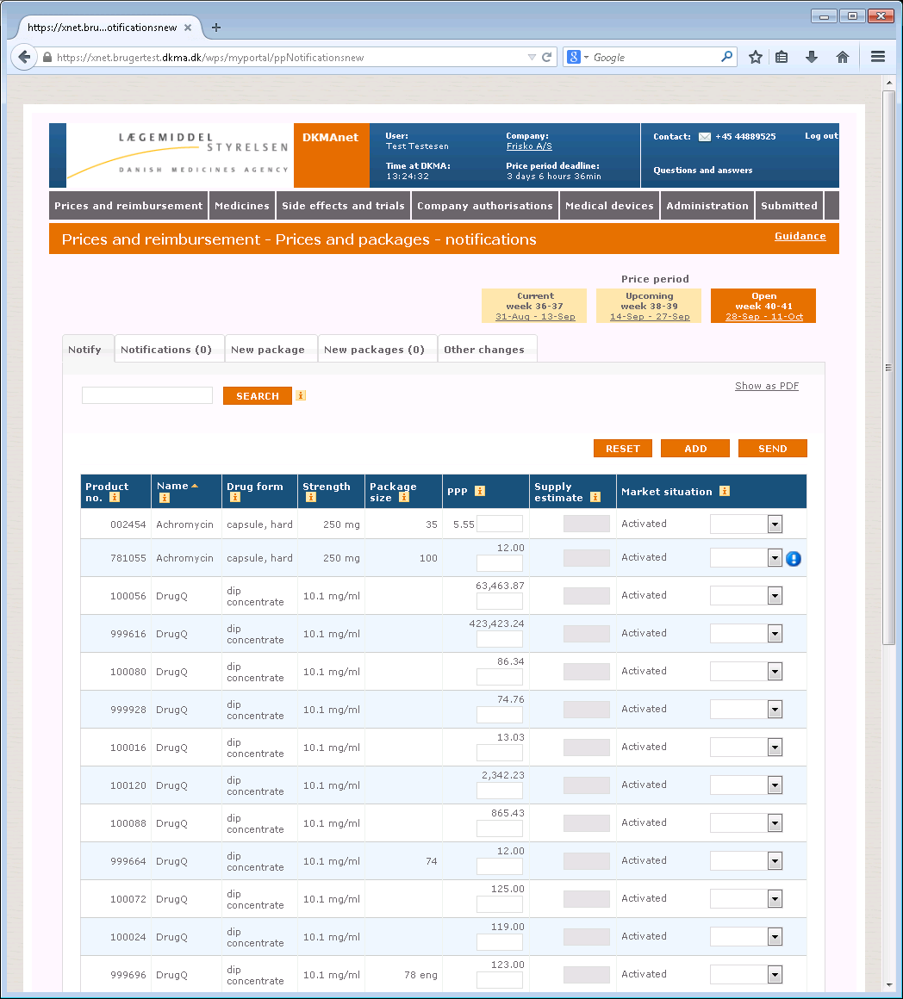 https://xnet.bru...otificationsnew
https://xnet.brugertest.dkma.dk/wps/myportal/ppNotificationsnew
Google
LÆGEMIDDEL
STYRELSEN
DANISH MEDICINES AGENCY
DKMAnet
User:
Test Testesen
Time at DKMA:
13:24:32
Company:
Frisko A/S
Price period deadline:
3 days 6 hours 36min
Contact: +45 44889525
Log out
Questions and answers
Prices and reimbursement Medicines Side effects and trials Company authorisations Medical devices Administration Submitted
Prices and reimbursement - Prices and packages - notifications
Guidance
Price period
Current
week 36-37
31-Aug - 13-Sep
Upcoming
week 38-39
14-Sep - 27-Sep
Open
week 40-41
28-Sep - 11-Oct
Notify Notifications (0) New package New packages (0) Other changes
Show as PDF
SEARCH
RESET ADD SEND
Product no. Name Drug form Strength Package size PPP Supply estimate Market situation
002454 Achromycin capsule, hard 250 mg 35 5.55 Activated
781055 Achromycin capsule, hard 250 mg 100 12.00 Activated
100056 DrugQ dip concentrate 10.1 mg/ml 63,463.87 Activated
999616 DrugQ dip concentrate 10.1 mg/ml 423,423.24 Activated
100080 DrugQ dip concentrate 10.1 mg/ml 86.34 Activated
999928 DrugQ dip concentrate 10.1 mg/ml 74.76 Activated
100016 DrugQ dip concentrate 10.1 mg/ml 13.03 Activated
100120 DrugQ dip concentrate 10.1 mg/ml 2,342.23 Activated
100088 DrugQ dip concentrate 10.1 mg/ml 865.43 Activated
999664 DrugQ dip concentrate 10.1 mg/ml 74 12.00 Activated
100072 DrugQ dip concentrate 10.1 mg/ml 125.00 Activated
100024 DrugQ dip concentrate 10.1 mg/ml 119.00 Activated
999696 DrugQ dip concentrate 10.1 mg/ml 78 eng 123.00 Activated